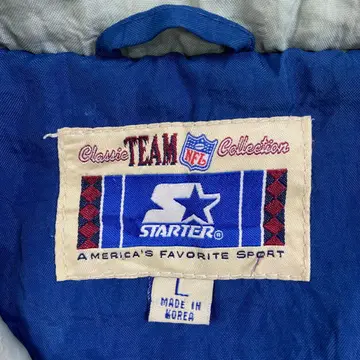 Classic TEAM NFL Collection
STARTER®
AMERICA'S FAVORITE SPORT
L
MADE IN
KOREA